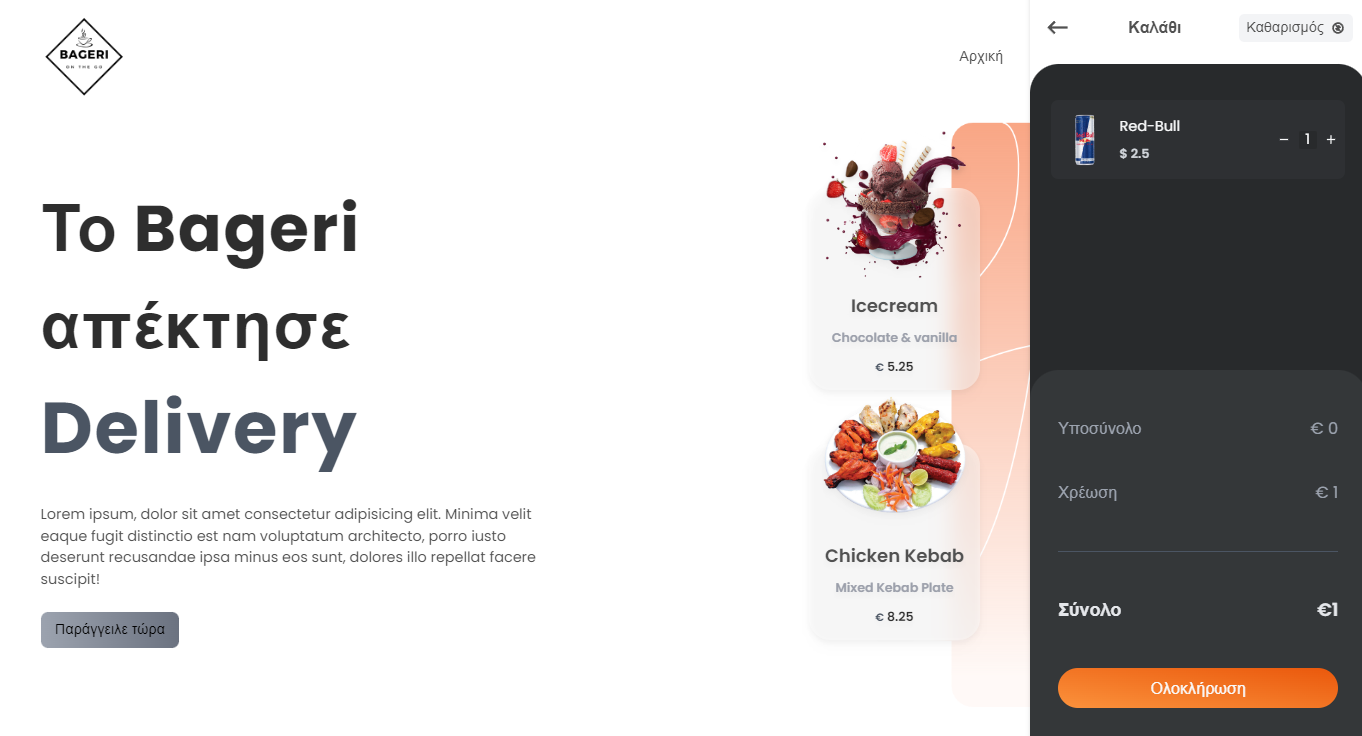 BAGERI
ON THE GO
Αρχική
Το Bageri
απέκτησε
Delivery
Lorem ipsum, dolor sit amet consectetur adipisicing elit. Minima velit
eaque fugit distinctio est nam voluptatum architecto, porro iusto
deserunt recusandae ipsa minus eos sunt, dolores illo repellat facere
suscipit!
Παράγγειλε τώρα
Icecream
Chocolate & vanilla
€ 5.25
Chicken Kebab
Mixed Kebab Plate
€ 8.25
Καλάθι
Καθαρισμός
Red-Bull
$ 2.5
− 1 +
Υποσύνολο € 0
Χρέωση € 1
Σύνολο €1
Ολοκλήρωση